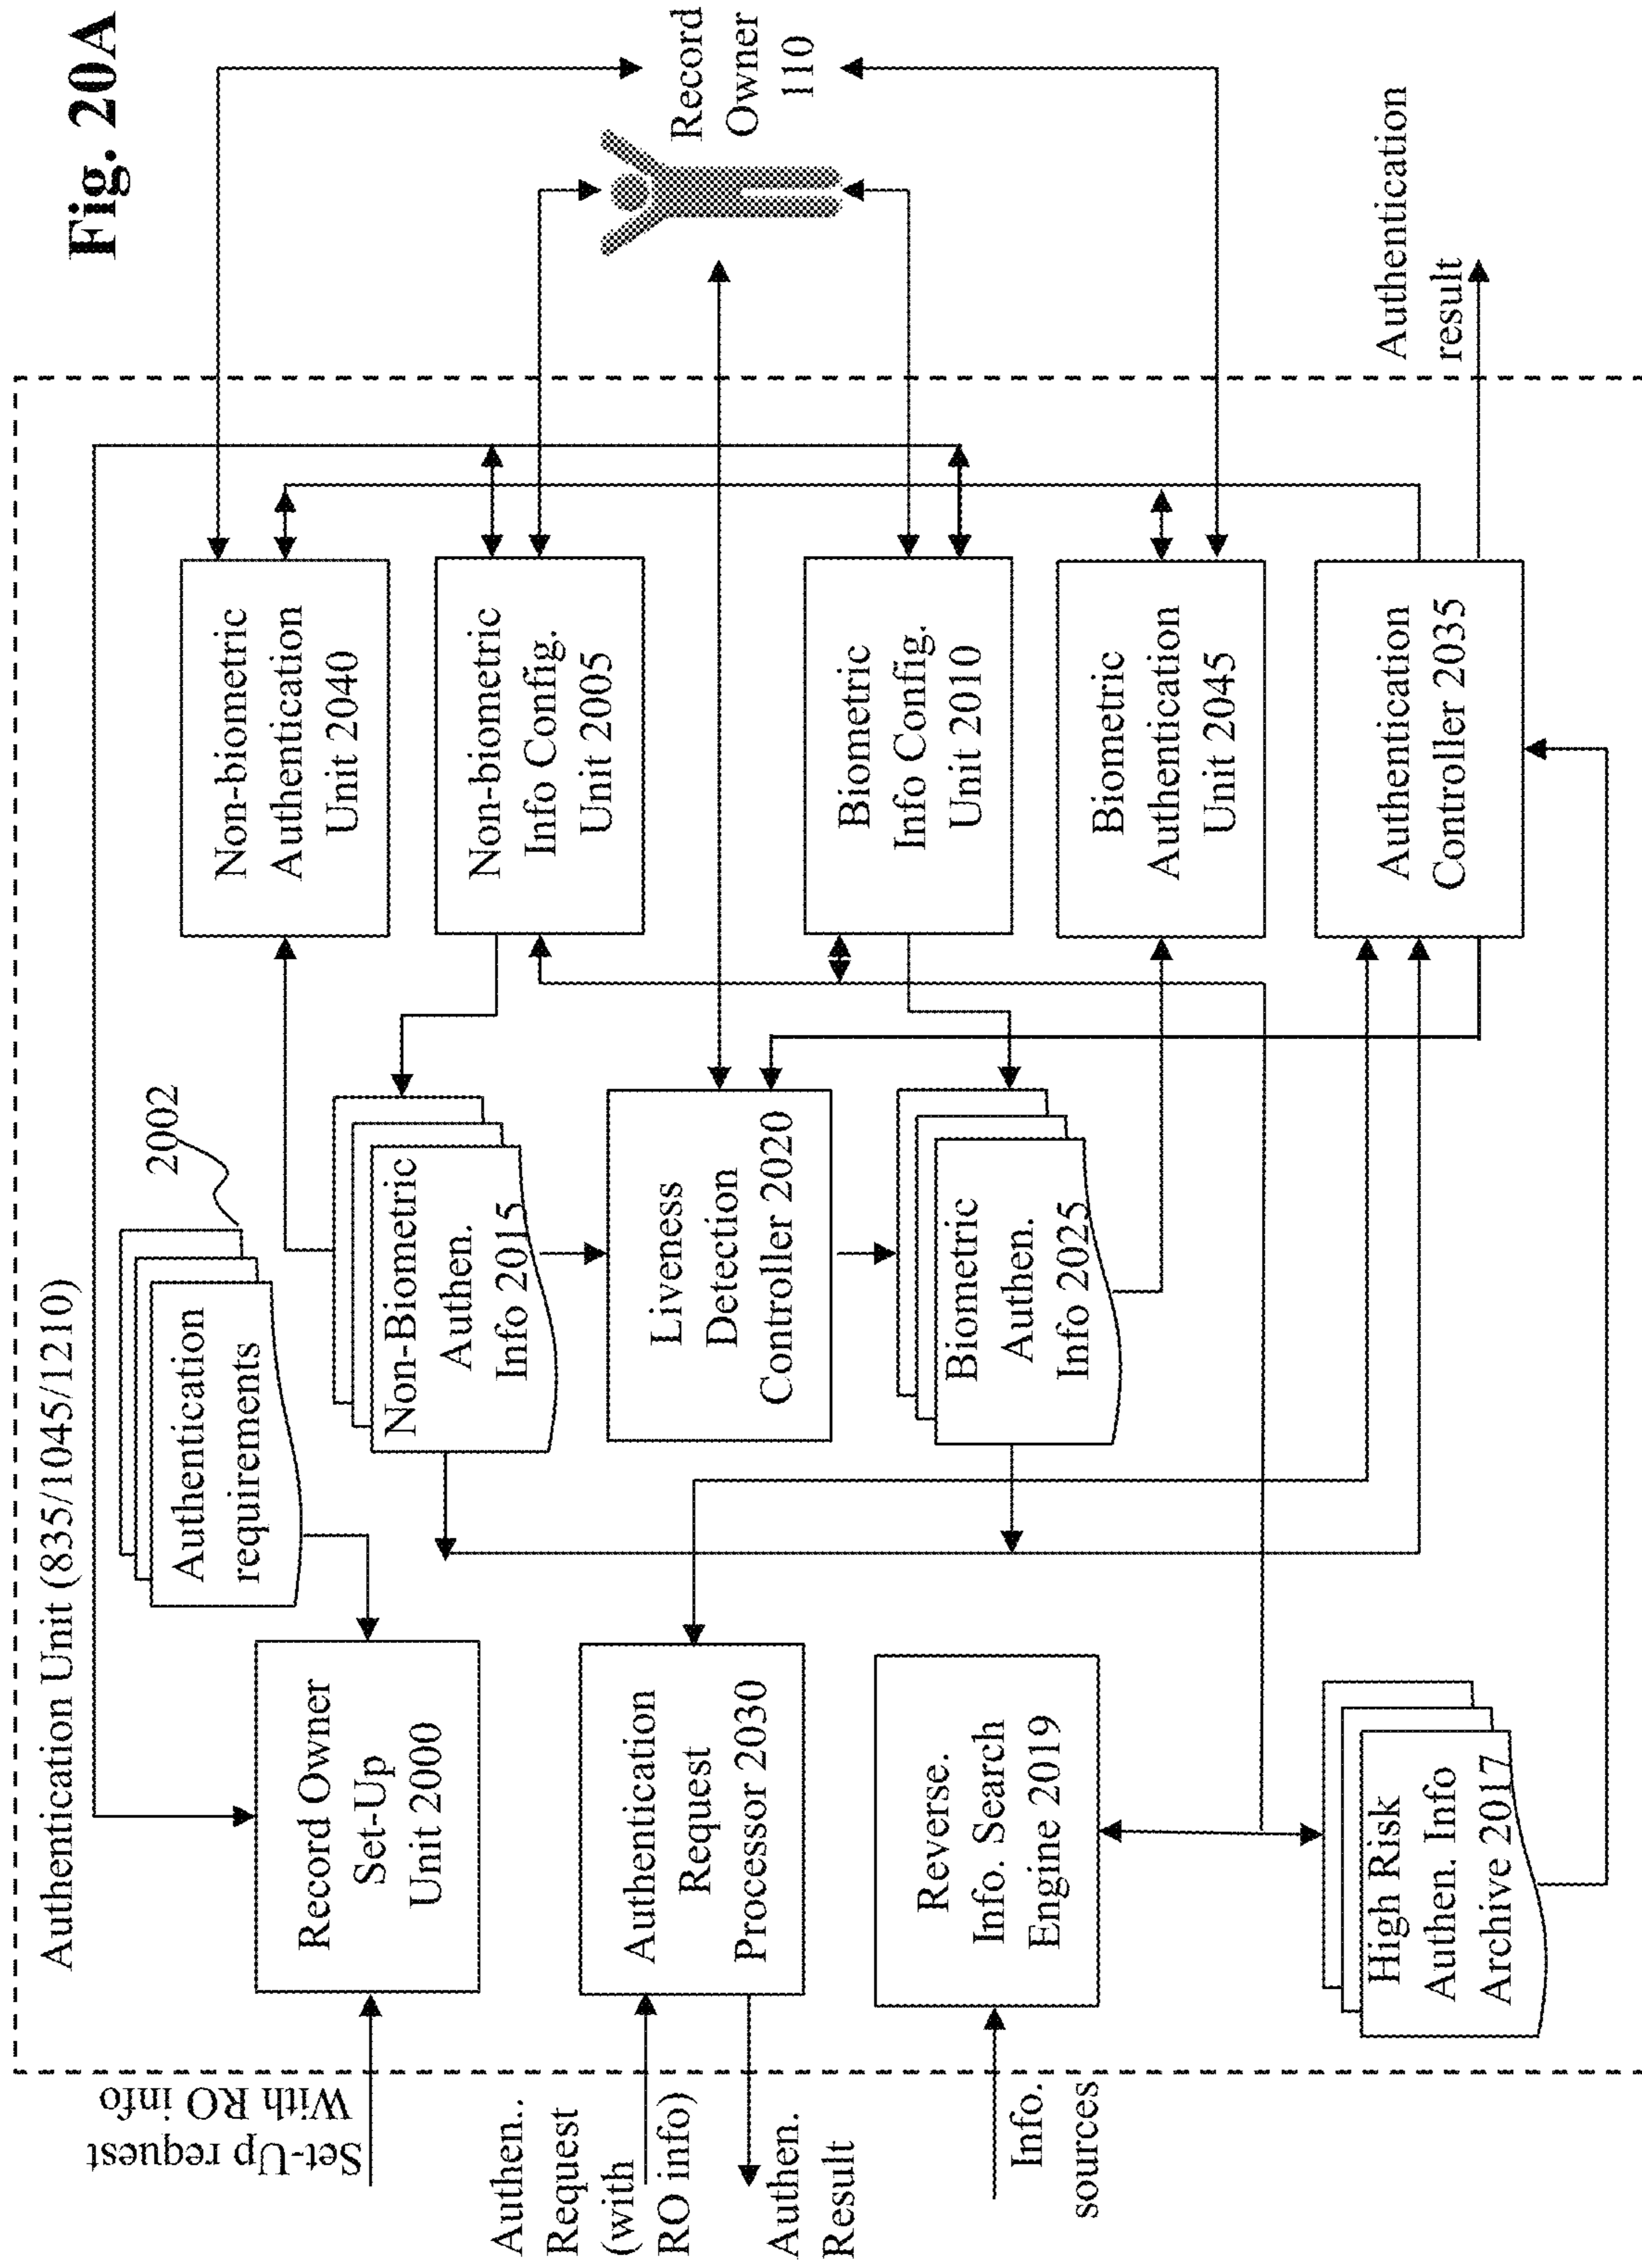 Fig. 20A
Authentication Unit (835/1045/1210)
2002
Authentication
requirements
Set-Up request
With RO info
Record Owner
Set-Up
Unit 2000
Non-Biometric
Authen.
Info 2015
Non-biometric
Authentication
Unit 2040
Non-biometric
Info Config.
Unit 2005
Record
Owner
110
Authen..
Request
(with
RO info)
Authen.
Result
Authentication
Request
Processor 2030
Liveness
Detection
Controller 2020
Biometric
Info Config.
Unit 2010
Info.
sources
Reverse.
Info. Search
Engine 2019
Biometric
Authen.
Info 2025
Biometric
Authentication
Unit 2045
High Risk
Authen. Info
Archive 2017
Authentication
Controller 2035
Authentication
result